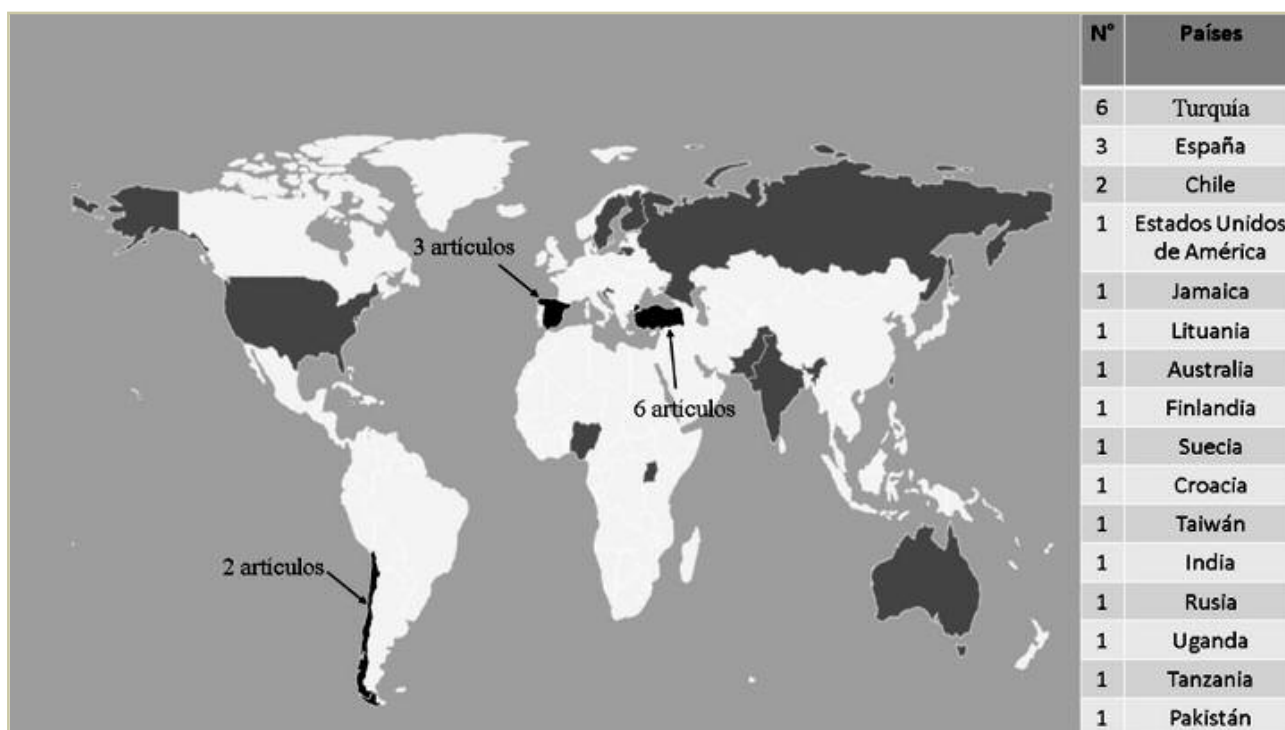 3 artículos
6 artículos
2 artículos
N° Países
6 Turquía
3 España
2 Chile
1 Estados Unidos
de América
1 Jamaica
1 Lituania
1 Australia
1 Finlandia
1 Suecia
1 Croacia
1 Taiwán
1 India
1 Rusia
1 Uganda
1 Tanzania
1 Pakistán